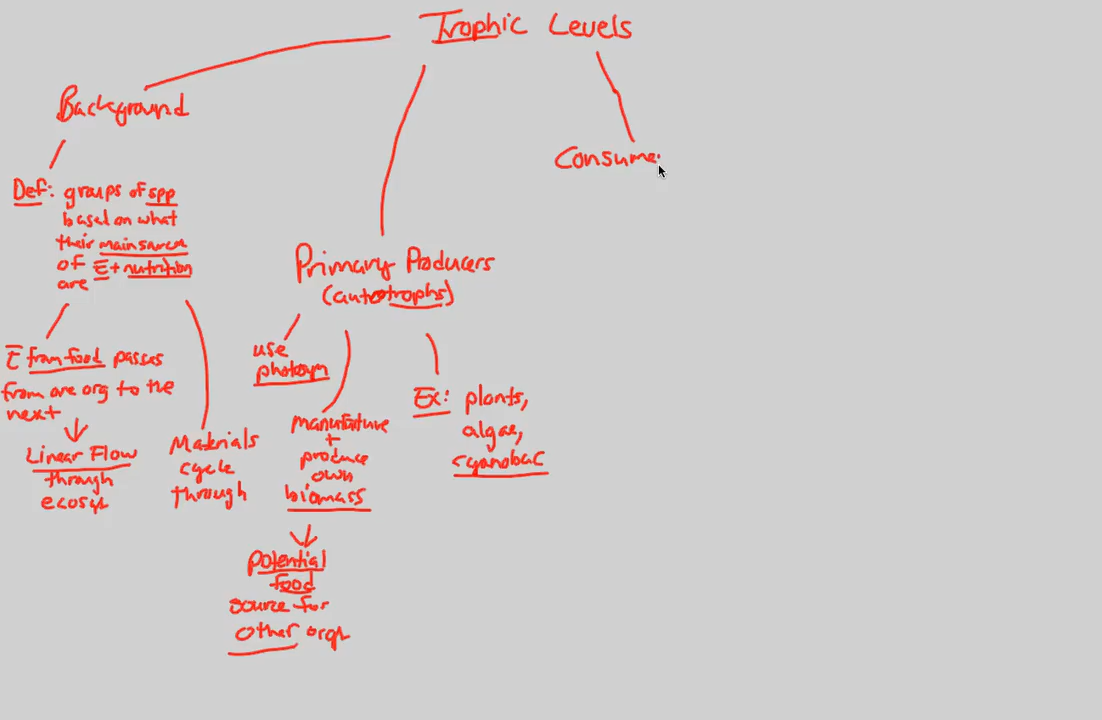 Trophic Levels
Background
Def: groups of spp
based on what
their main source
of E + nutrition
are
E from food passes
from one org to the
next
Linear Flow
through
ecosys
Materials
cycle
through
Primary Producers
(autotrophs)
use
photosyn
manufacture
+
produce
own
biomass
potential
food
source for
other orgs
Ex: plants,
algae,
cyanobac
Consume